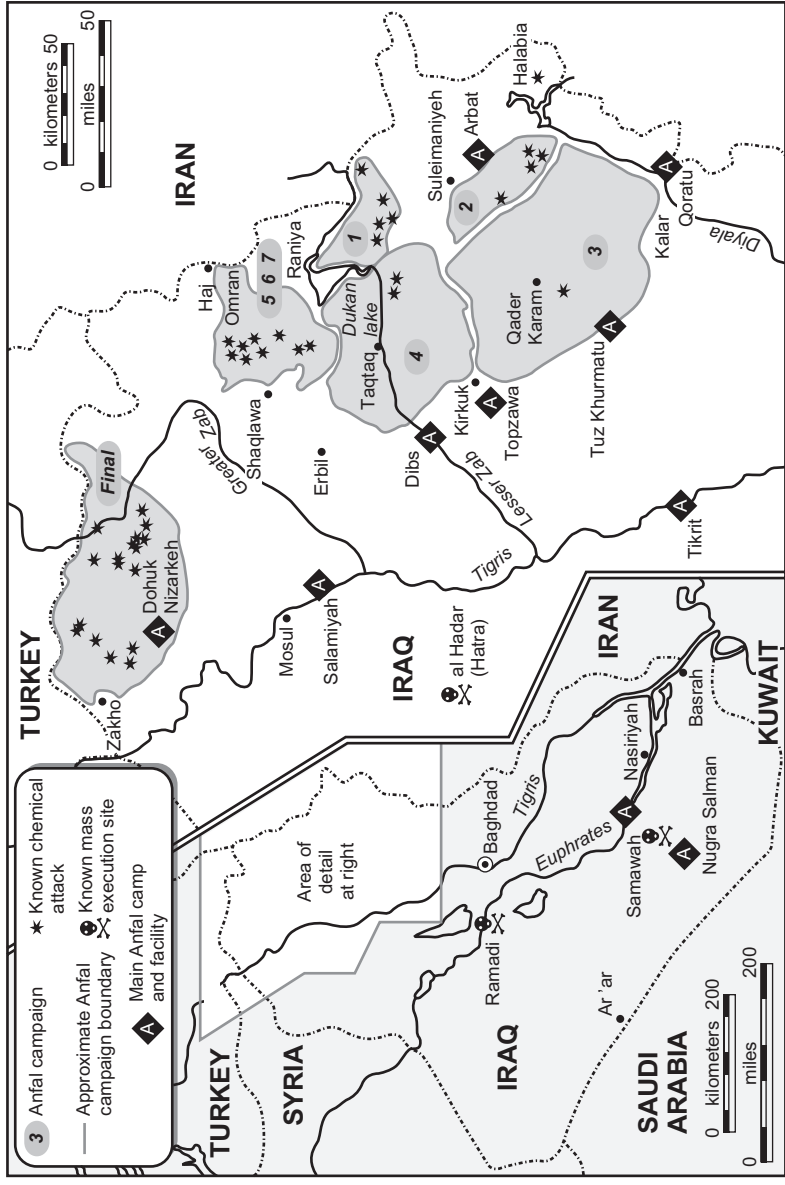 3 Anfal campaign
Approximate Anfal
campaign boundary
Known chemical
attack
Known mass
execution site
A Main Anfal camp
and facility
TURKEY
SYRIA
IRAQ
SAUDI
ARABIA
Area of
detail
at right
Baghdad
Ramadi
Tigris
Euphrates
Samawah
A
Nasiriyah
A
Nugra Salman
Basrah
Ar 'ar
IRAN
KUWAIT
0 kilometers 200
0 miles 200
TURKEY
Zakho
Final
Dohuk
Nizarkeh
A
Mosul
A
Salamiyah
IRAQ
al Hadar
(Hatra)
Greater Zab
Shaqlawa
Erbil
Haj
Omran
5 6 7
Raniya
Dukan
lake
Taqtaq
4
1
Dibs
A
Lesser Zab
Tigris
Kirkuk
A
Topzawa
Tikrit
A
Tuz Khurmatu
A
Qader
Karam
3
2
Suleimaniyeh
A
Arbat
Halabia
A
Kalar
Qoratu
Diyala
IRAN
0 kilometers 50
0 miles 50